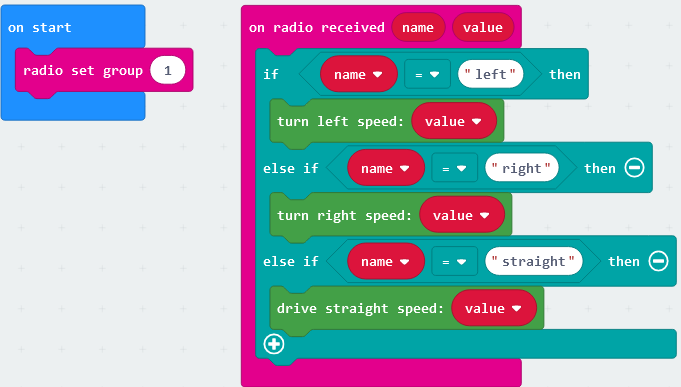 on start
radio set group 1
on radio received name value
if name = "left" then
turn left speed: value
else if name = "right" then
turn right speed: value
else if name = "straight" then
drive straight speed: value